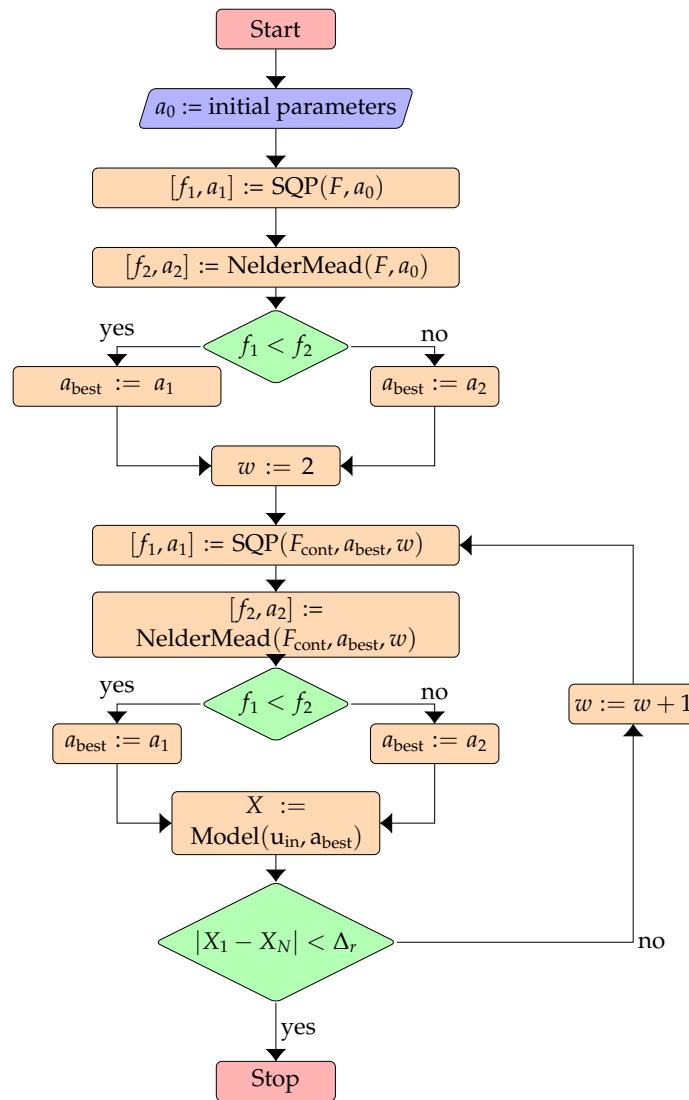 Start
a₀ := initial parameters
[f₁, a₁] := SQP(F, a₀)
[f₂, a₂] := NelderMead(F, a₀)
yes
f₁ < f₂
no
a_best := a₁
a_best := a₂
w := 2
[f₁, a₁] := SQP(F_cont, a_best, w)
[f₂, a₂] :=
NelderMead(F_cont, a_best, w)
yes
f₁ < f₂
no
a_best := a₁
a_best := a₂
w := w + 1
X :=
Model(u_in, a_best)
|X₁ − X_N| < Δ_r
no
yes
Stop